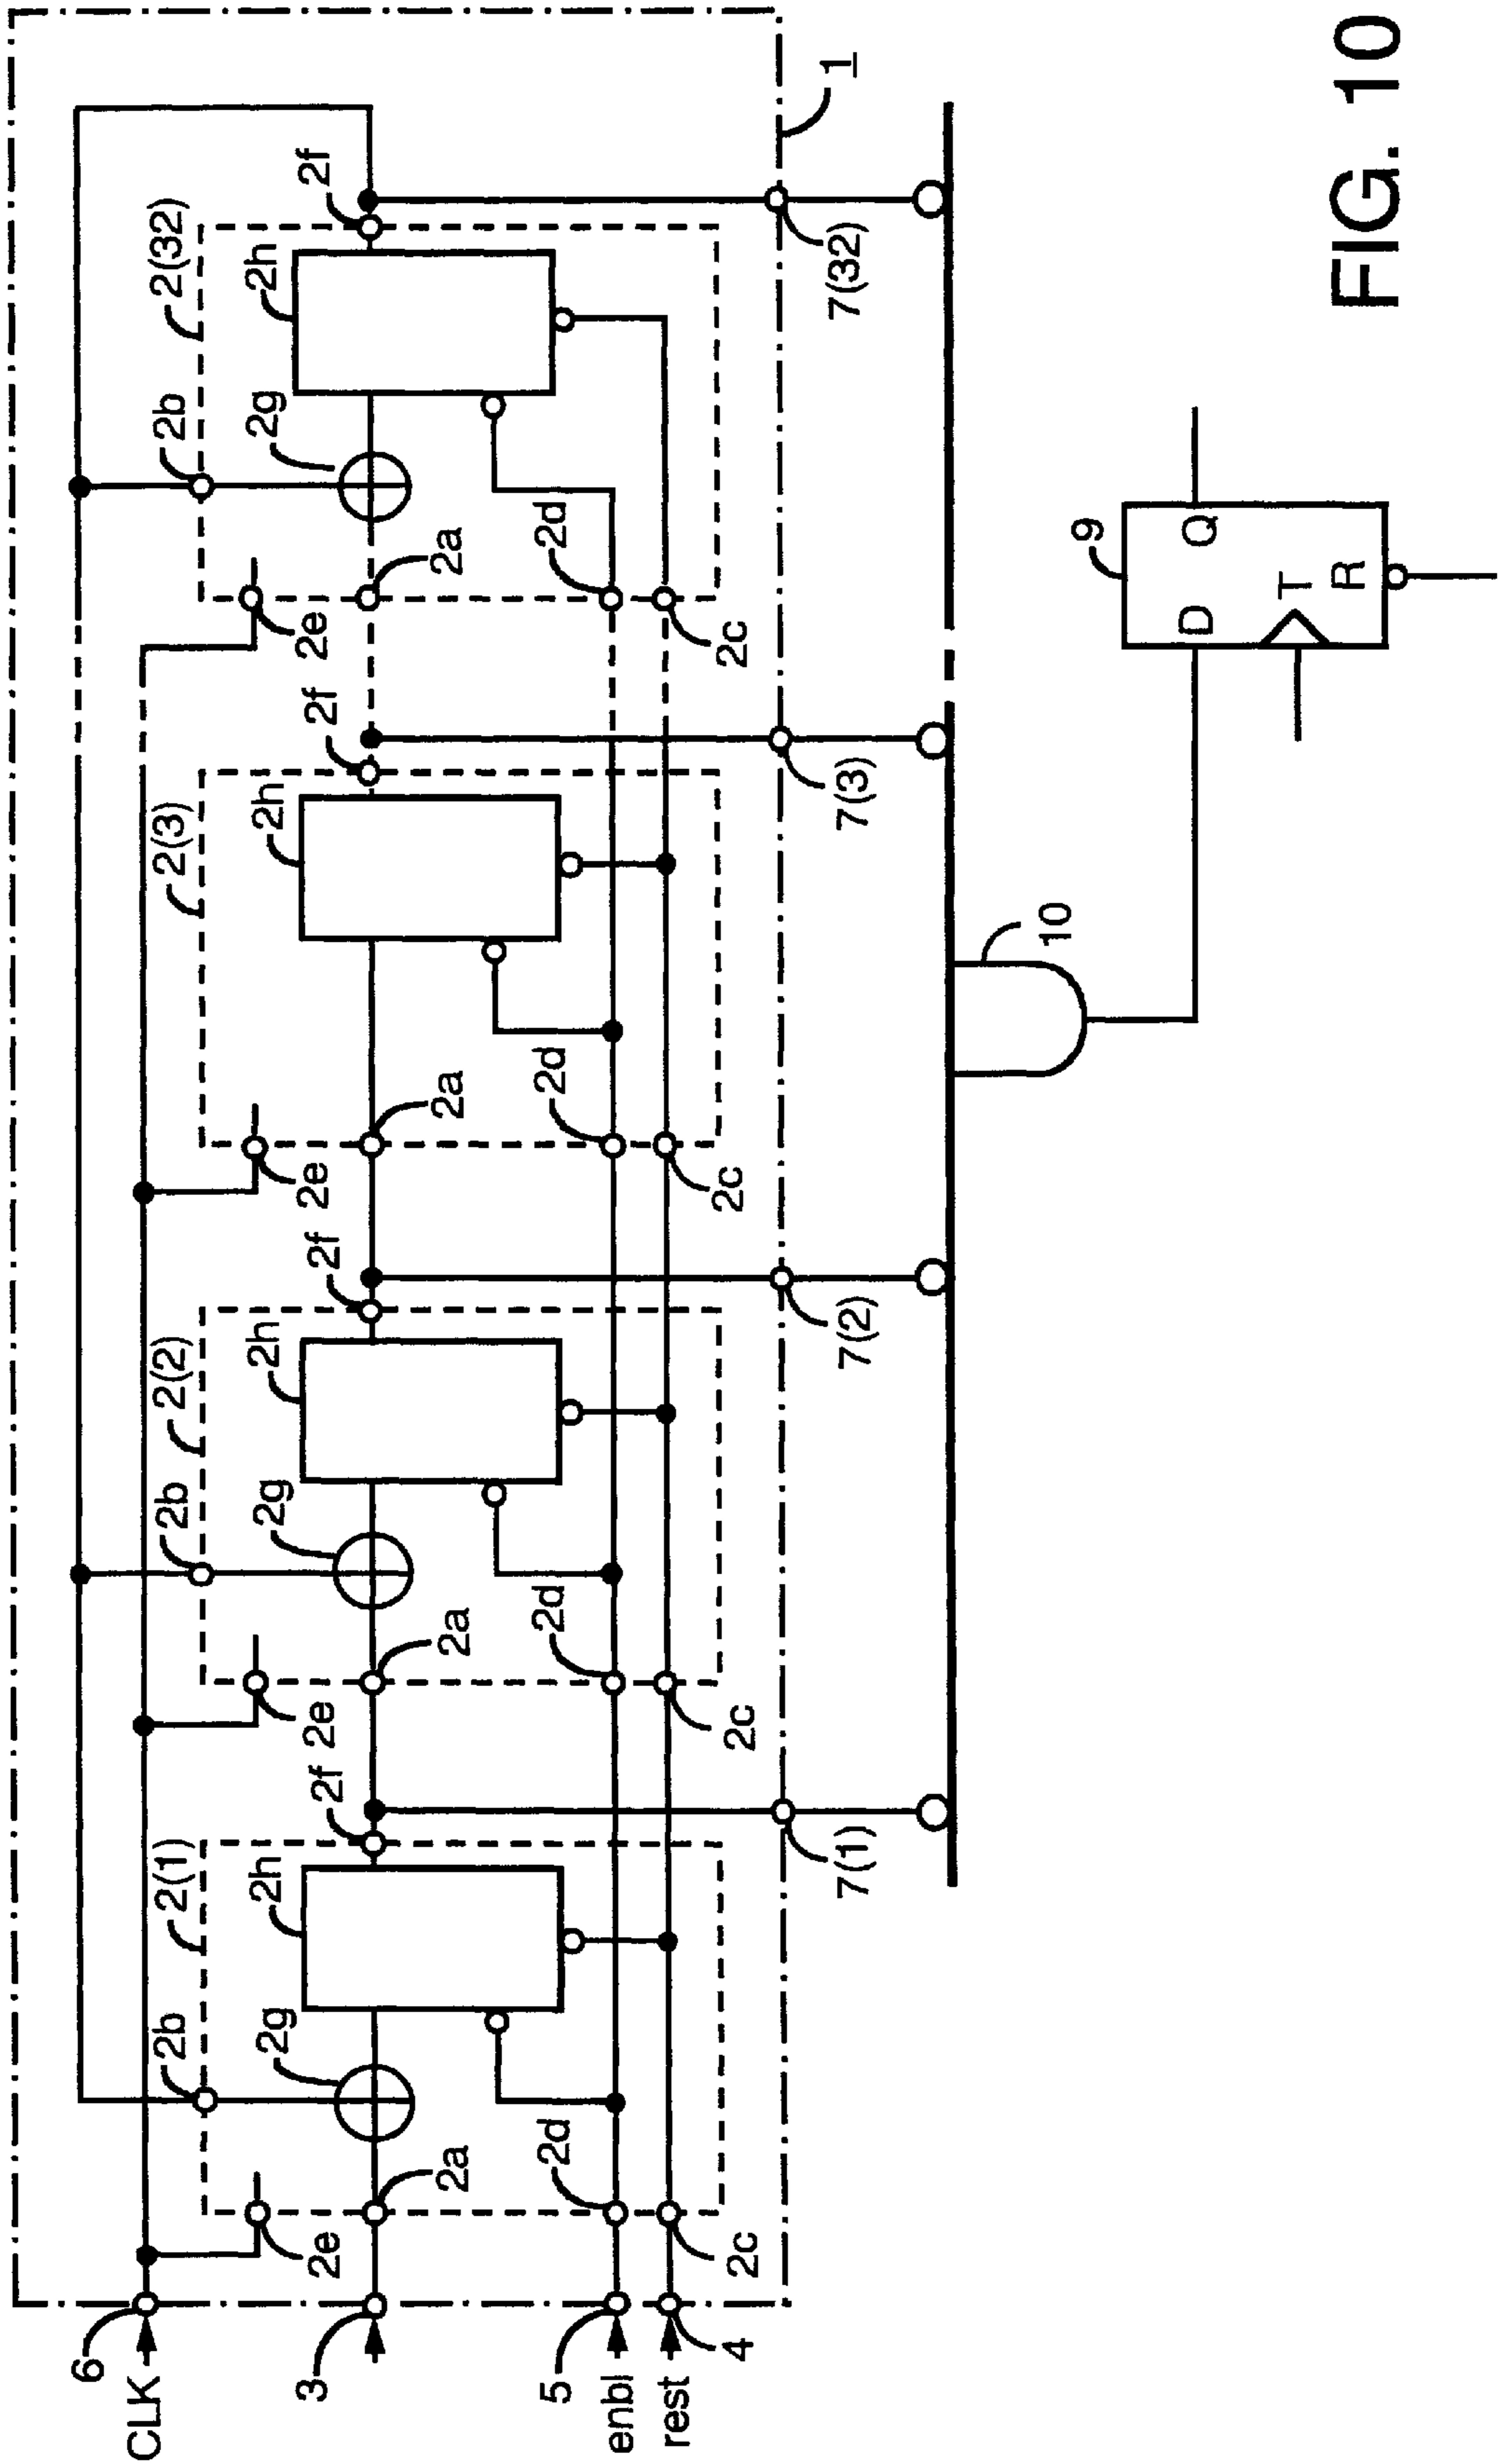 6
CLK
3
5
enbl
rest
4
2(1)
2b
2g
2h
2f
2e
2a
2d
2c
7(1)
2(2)
2b
2g
2h
2f
2e
2a
2d
2c
7(2)
2(3)
2h
2f
2e
2a
2d
2c
7(3)
2(32)
2b
2g
2h
2f
2e
2a
2d
2c
7(32)
1
10
9
D
Q
T
R
FIG. 10